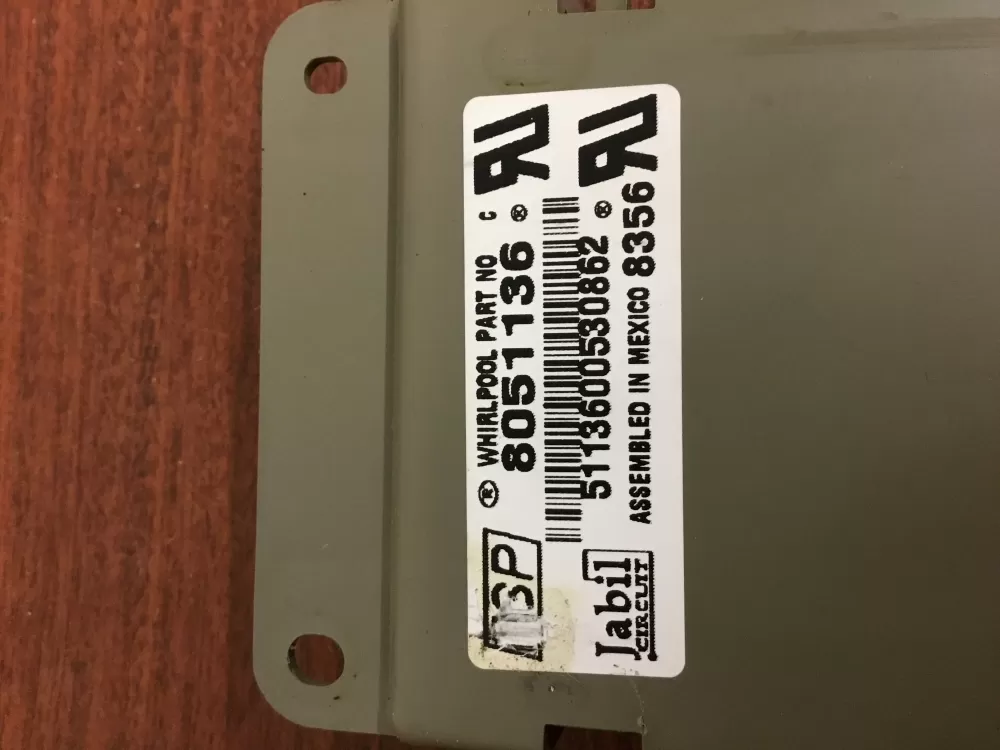 ® WHIRLPOOL PART NO
8051136
5113600530862
ASSEMBLED IN MEXICO 8356
C ®
®
Jabil
CIRCUIT